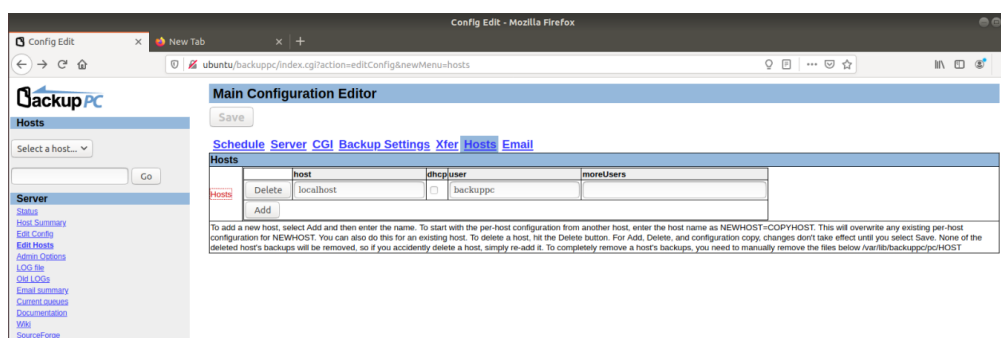 Config Edit - Mozilla Firefox
Config Edit × New Tab × +
ubuntu/backuppc/index.cgi?action=editConfig&newMenu=hosts
BackupPC
Hosts
Select a host...
Go
Server
Status
Host Summary
Edit Config
Edit Hosts
Admin Options
LOG file
Old LOGs
Email summary
Current queues
Documentation
Wiki
SourceForge
Main Configuration Editor
Save
Schedule Server CGI Backup Settings Xfer Hosts Email
Hosts
host dhcp user moreUsers
Hosts Delete localhost backuppc
Add
To add a new host, select Add and then enter the name. To start with the per-host configuration from another host, enter the host name as NEWHOST=COPYHOST. This will overwrite any existing per-host
configuration for NEWHOST. You can also do this for an existing host. To delete a host, hit the Delete button. For Add, Delete, and configuration copy, changes don't take effect until you select Save. None of the
deleted host's backups will be removed, so if you accidently delete a host, simply re-add it. To completely remove a host's backups, you need to manually remove the files below /var/lib/backuppc/pc/HOST